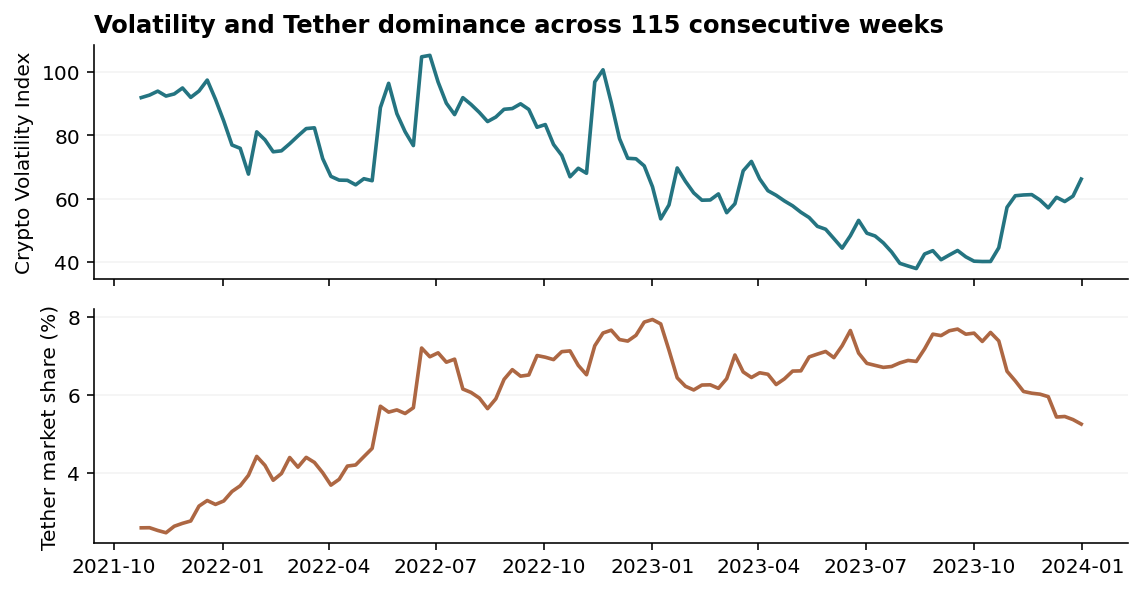 Volatility and Tether dominance across 115 consecutive weeks
Crypto Volatility Index
100
80
60
40
Tether market share (%)
8
6
4
2021-10 2022-01 2022-04 2022-07 2022-10 2023-01 2023-04 2023-07 2023-10 2024-01